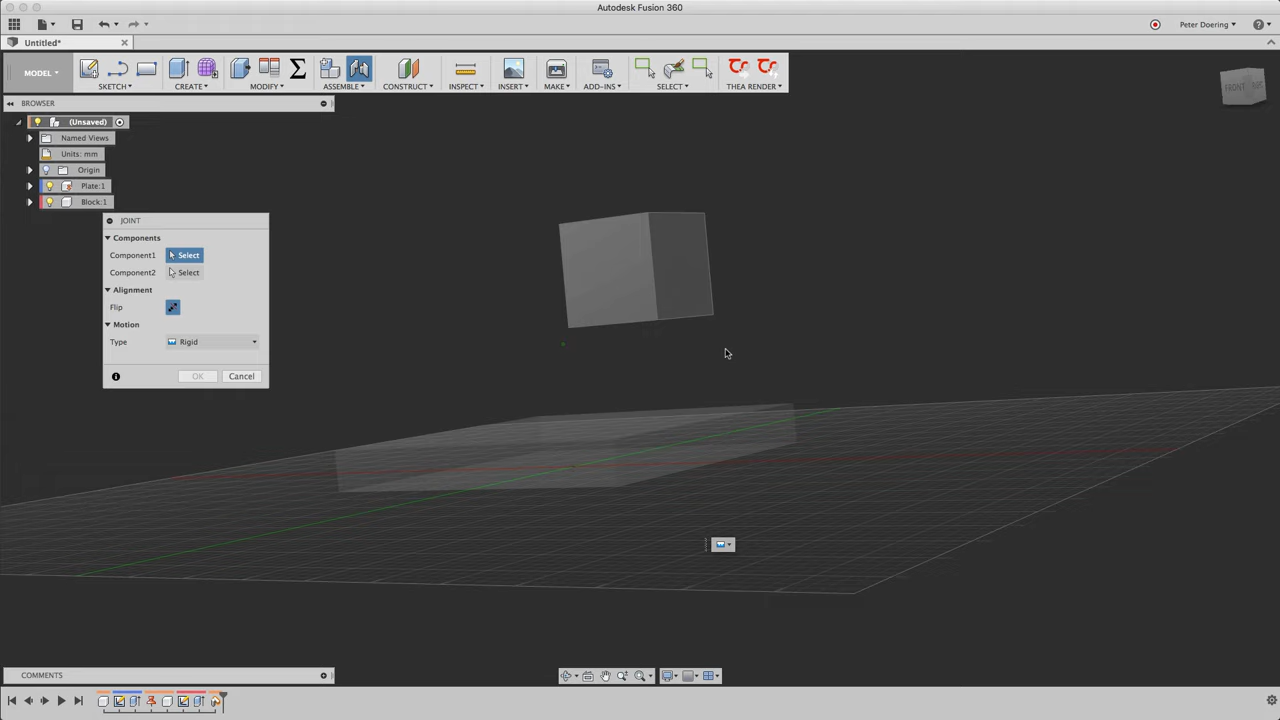 Autodesk Fusion 360
Peter Doering
Untitled*
MODEL
SKETCH
CREATE
MODIFY
ASSEMBLE
CONSTRUCT
INSPECT
INSERT
MAKE
ADD-INS
SELECT
THEA RENDER
FRONT
BROWSER
(Unsaved)
Named Views
Units: mm
Origin
Plate:1
Block:1
JOINT
Components
Component1 Select
Component2 Select
Alignment
Flip
Motion
Type Rigid
OK Cancel
COMMENTS